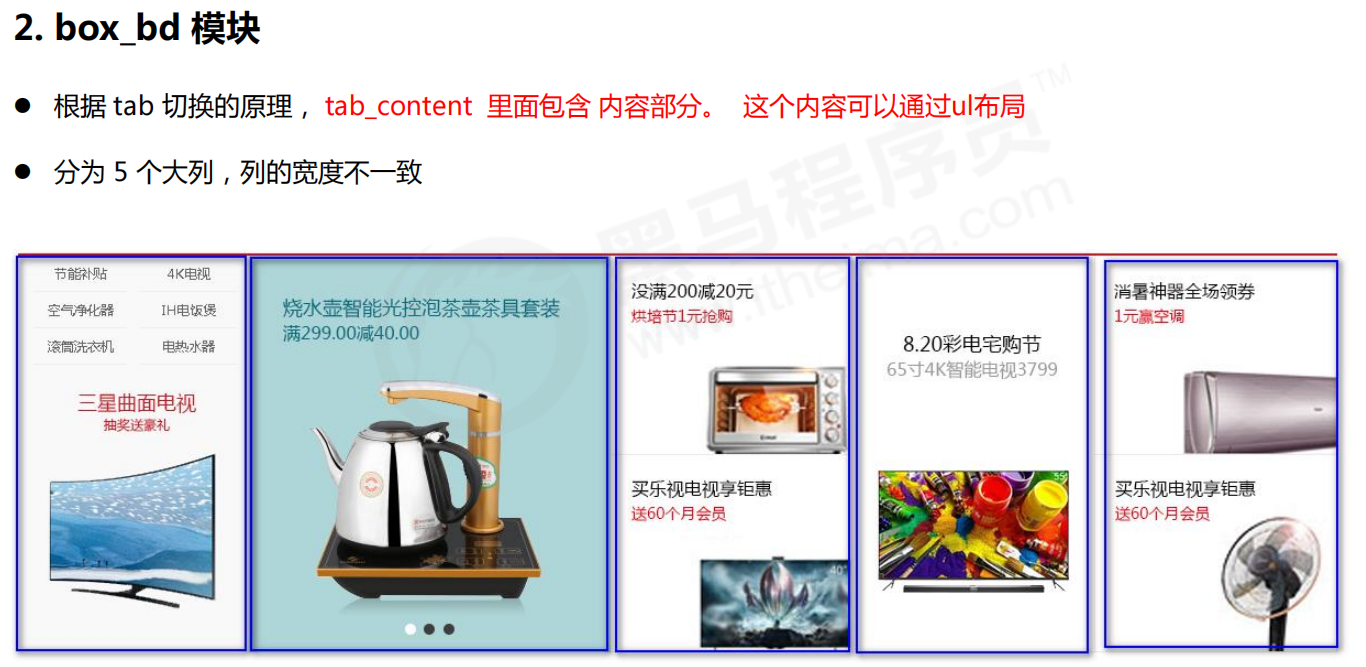 2. box_bd 模块
● 根据 tab 切换的原理， tab_content 里面包含 内容部分。 这个内容可以通过ul布局
● 分为 5 个大列，列的宽度不一致
黑马程序员™
www.itheima.com
节能补贴 4K电视
空气净化器 IH电饭煲
滚筒洗衣机 电热水器
三星曲面电视
抽奖送豪礼
烧水壶智能光控泡茶壶茶具套装
满299.00减40.00
没满200减20元
烘培节1元抢购
买乐视电视享钜惠
送60个月会员
40"
8.20彩电宅购节
65寸4K智能电视3799
55"
消暑神器全场领券
1元赢空调
买乐视电视享钜惠
送60个月会员